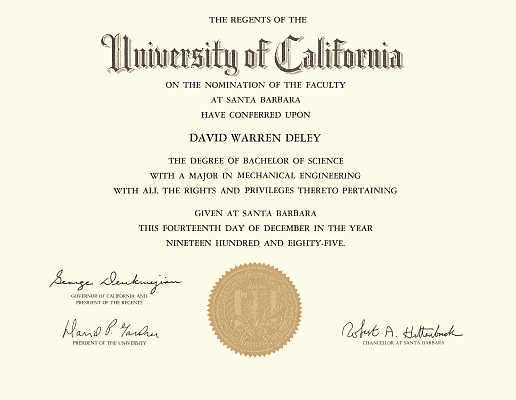 THE REGENTS OF THE
University of California
ON THE NOMINATION OF THE FACULTY
AT SANTA BARBARA
HAVE CONFERRED UPON
DAVID WARREN DELEY
THE DEGREE OF BACHELOR OF SCIENCE
WITH A MAJOR IN MECHANICAL ENGINEERING
WITH ALL THE RIGHTS AND PRIVILEGES THERETO PERTAINING
GIVEN AT SANTA BARBARA
THIS FOURTEENTH DAY OF DECEMBER IN THE YEAR
NINETEEN HUNDRED AND EIGHTY-FIVE.
George Deukmejian
GOVERNOR OF CALIFORNIA AND
PRESIDENT OF THE REGENTS
David P. Gardner
PRESIDENT OF THE UNIVERSITY
Robert A. Huttenback
CHANCELLOR AT SANTA BARBARA